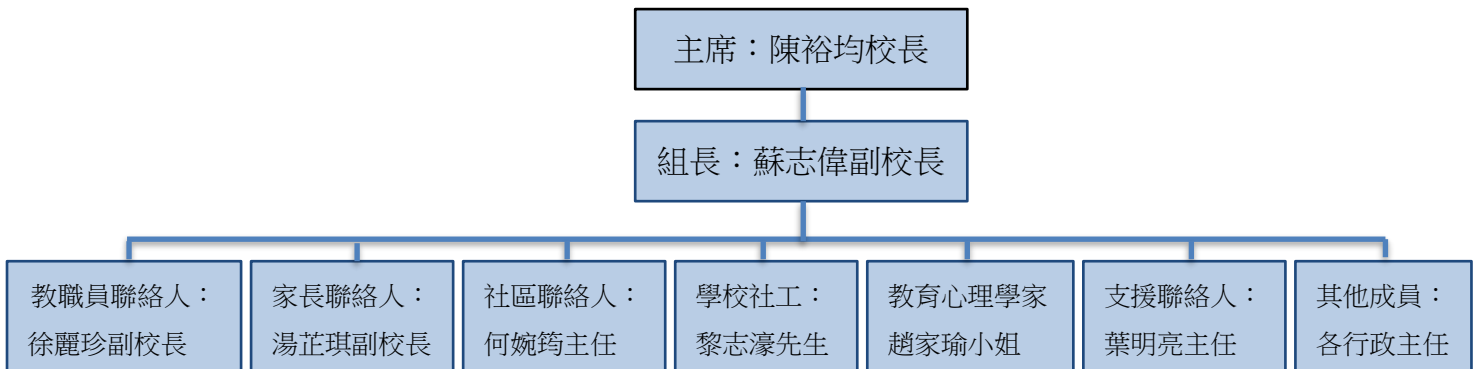 主席：陳裕均校長
組長：蘇志偉副校長
教職員聯絡人：
徐麗珍副校長
家長聯絡人：
湯芷琪副校長
社區聯絡人：
何婉筠主任
學校社工：
黎志濠先生
教育心理學家
趙家瑜小姐
支援聯絡人：
葉明亮主任
其他成員：
各行政主任